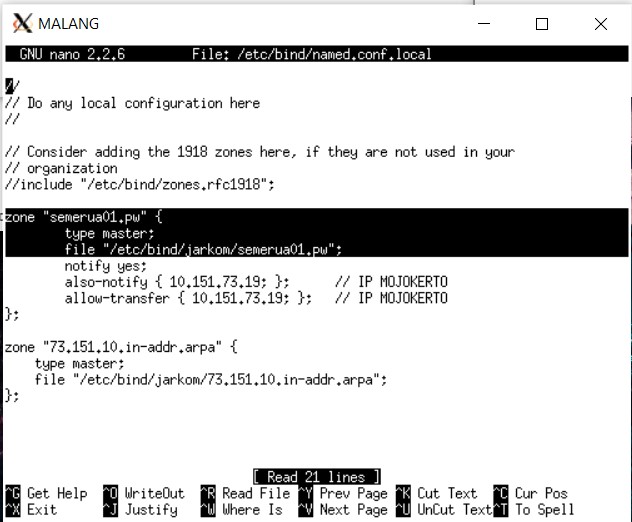 MALANG
GNU nano 2.2.6 File: /etc/bind/named.conf.local
//
// Do any local configuration here
//
// Consider adding the 1918 zones here, if they are not used in your
// organization
//include "/etc/bind/zones.rfc1918";
zone "semerua01.pw" {
type master;
file "/etc/bind/jarkom/semerua01.pw";
notify yes;
also-notify { 10.151.73.19; }; // IP MOJOKERTO
allow-transfer { 10.151.73.19; }; // IP MOJOKERTO
};
zone "73.151.10.in-addr.arpa" {
type master;
file "/etc/bind/jarkom/73.151.10.in-addr.arpa";
};
[ Read 21 lines ]
^G Get Help ^O WriteOut ^R Read File ^Y Prev Page ^K Cut Text ^C Cur Pos
^X Exit ^J Justify ^W Where Is ^V Next Page ^U UnCut Text ^T To Spell